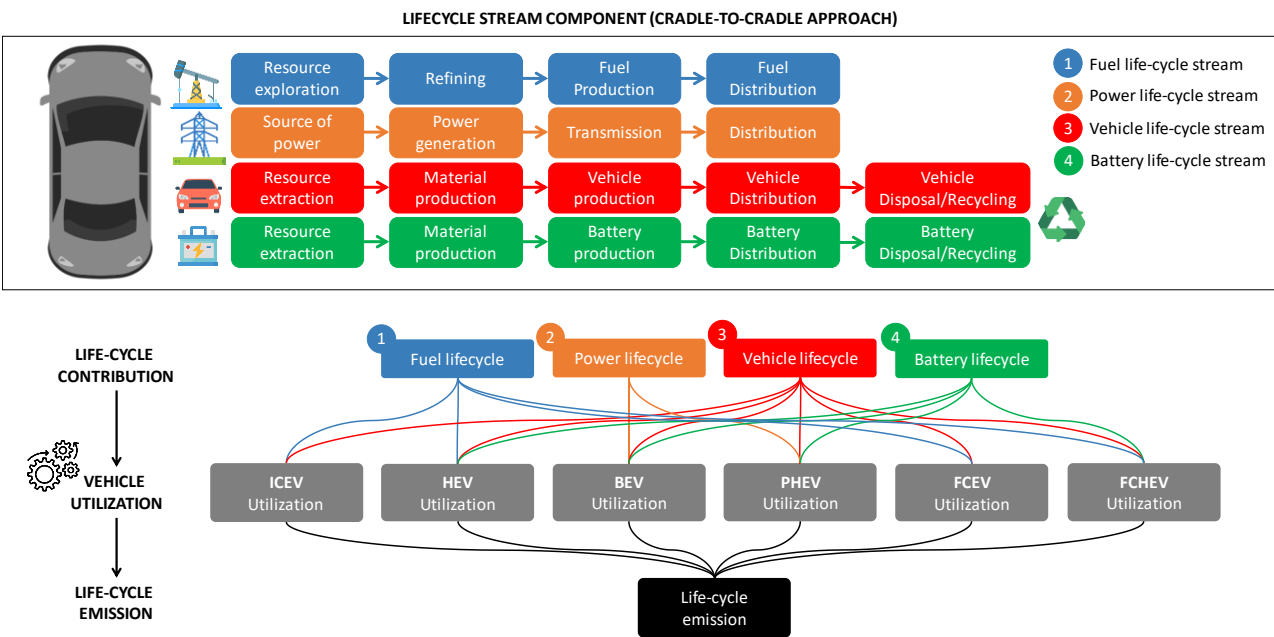 LIFECYCLE STREAM COMPONENT (CRADLE-TO-CRADLE APPROACH)
Resource
exploration
Refining
Fuel
Production
Fuel
Distribution
Source of
power
Power
generation
Transmission
Distribution
Resource
extraction
Material
production
Vehicle
production
Vehicle
Distribution
Vehicle
Disposal/Recycling
Resource
extraction
Material
production
Battery
production
Battery
Distribution
Battery
Disposal/Recycling
1 Fuel life-cycle stream
2 Power life-cycle stream
3 Vehicle life-cycle stream
4 Battery life-cycle stream
LIFE-CYCLE
CONTRIBUTION
1
Fuel lifecycle
2
Power lifecycle
3
Vehicle lifecycle
4
Battery lifecycle
VEHICLE
UTILIZATION
ICEV
Utilization
HEV
Utilization
BEV
Utilization
PHEV
Utilization
FCEV
Utilization
FCHEV
Utilization
LIFE-CYCLE
EMISSION
Life-cycle
emission